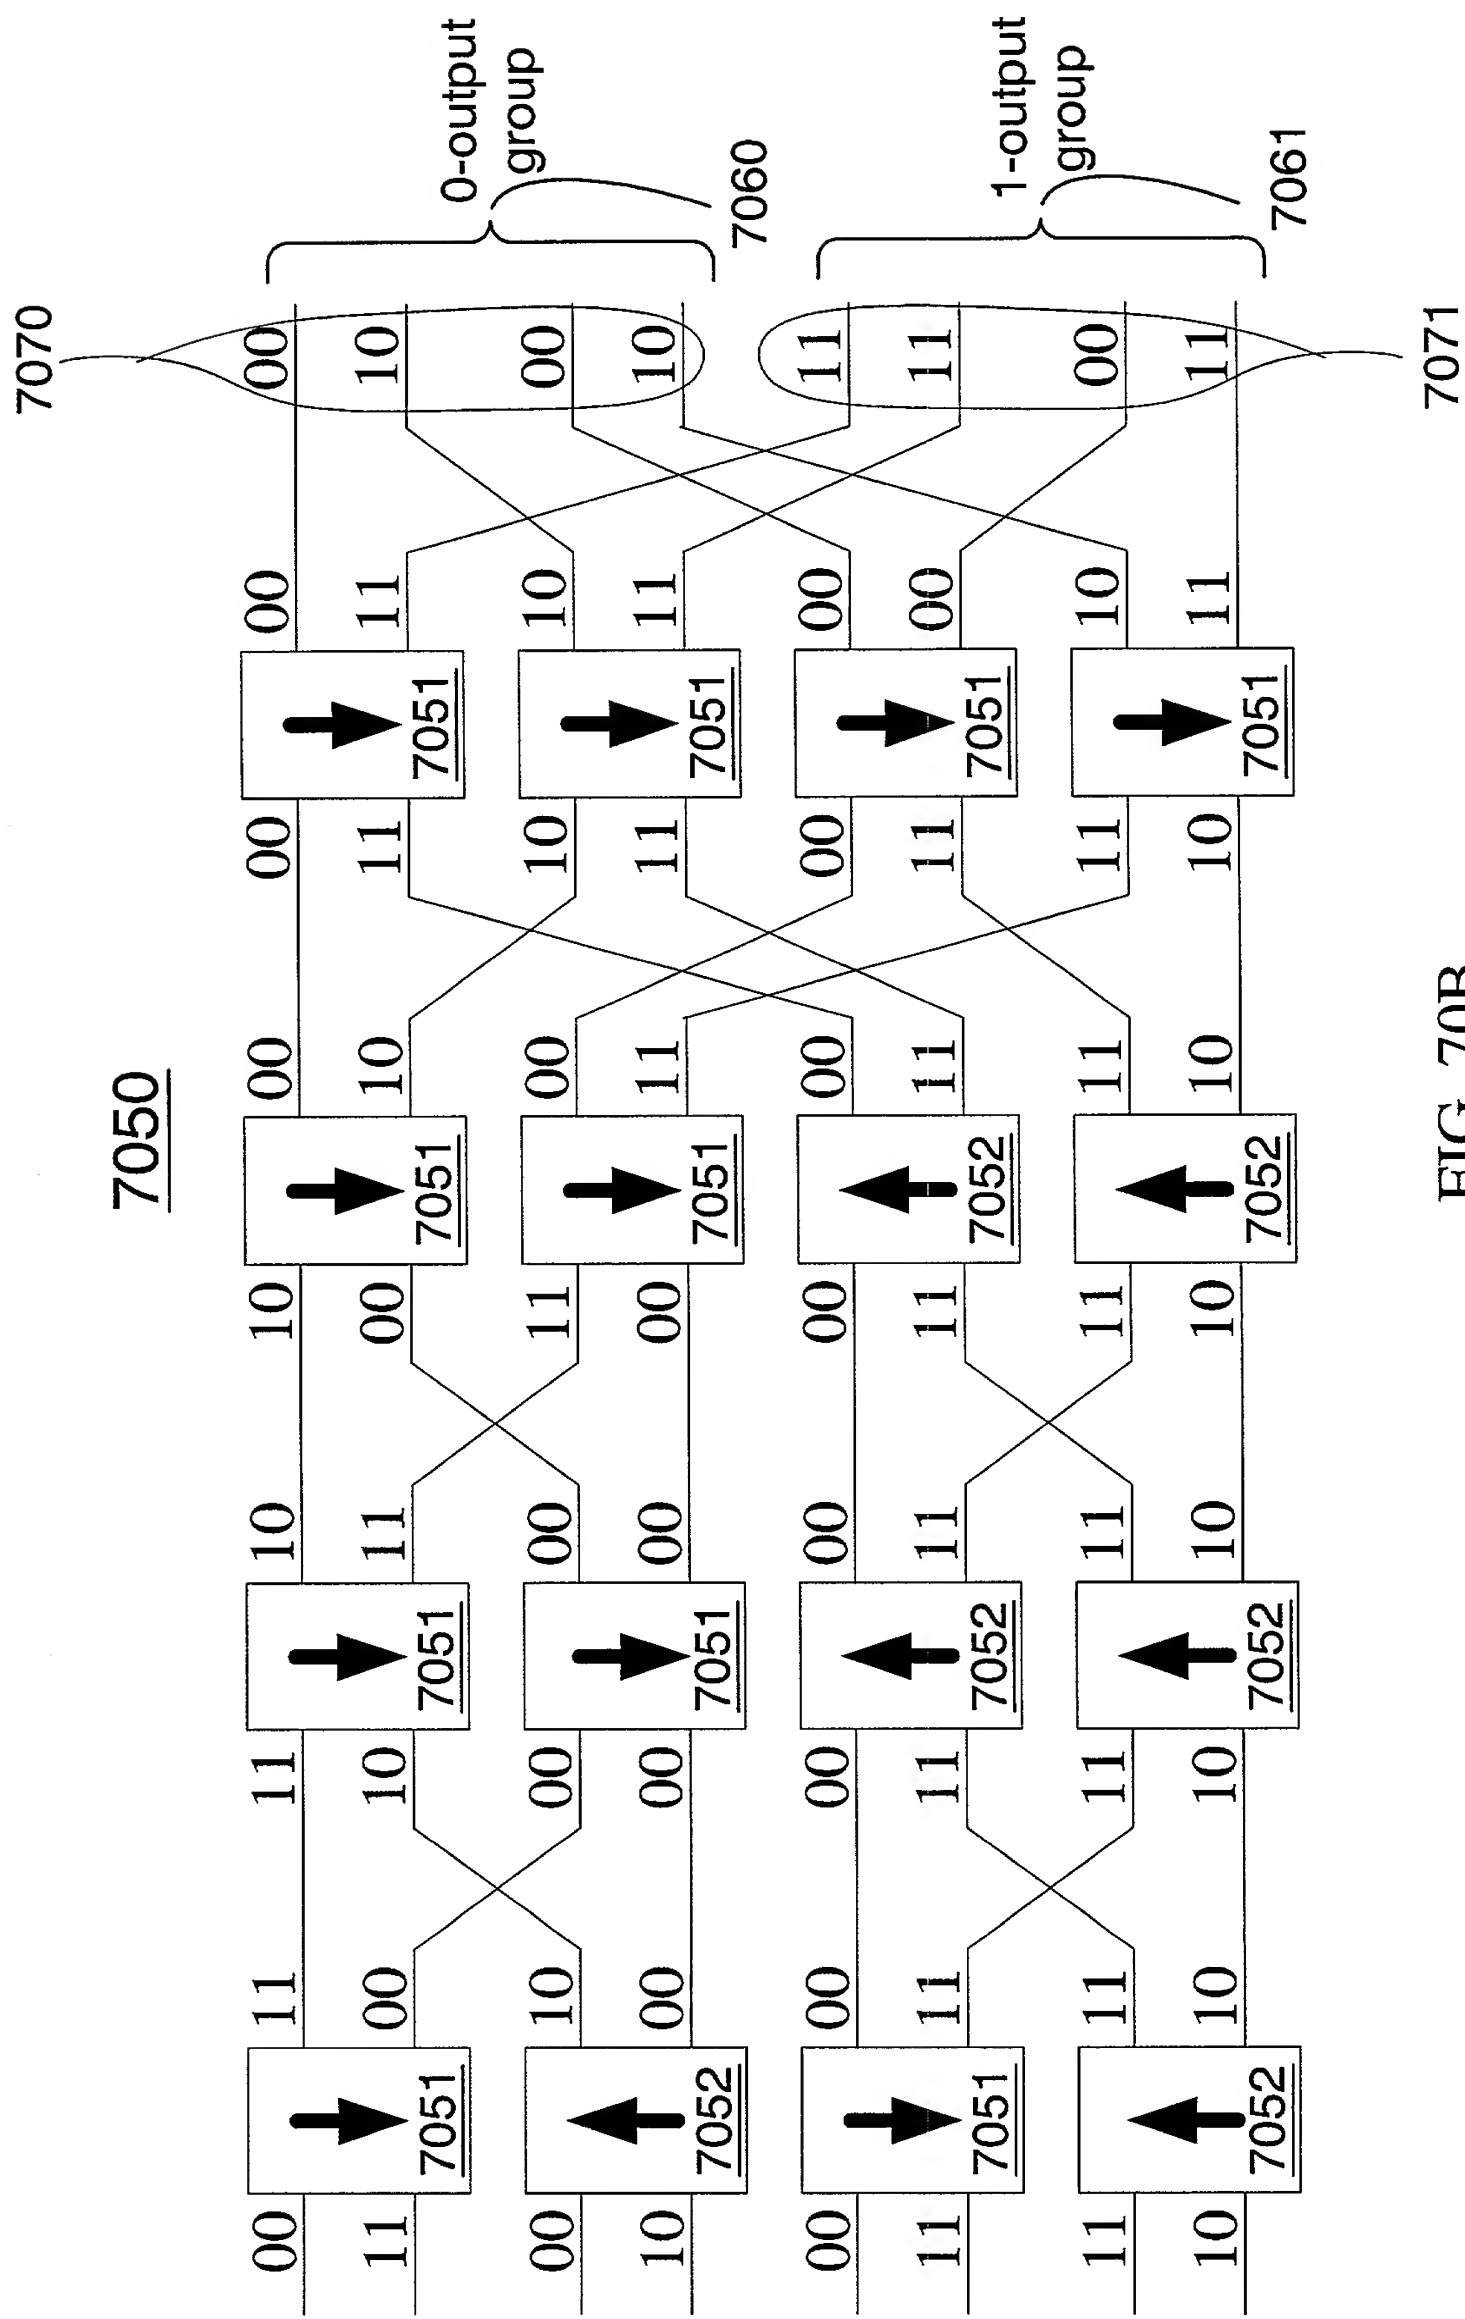 7070
7050
00 11 11 10 10 00 00 00 00
11 00 10 11 00 10 11 11 10
7051 7051 7051 7051
0-output
group
00 10 00 00 11 00 10 10 00
10 00 00 00 00 11 11 11 10
7052 7051 7051 7051
7060
00 00 00 00 00 00 00 00 11
11 11 11 11 11 11 11 00 11
7051 7052 7052 7051
1-output
group
11 11 11 11 11 11 11 10 00
10 10 10 10 10 10 10 11 11
7052 7052 7052 7051
7061
7071
FIG. 70B